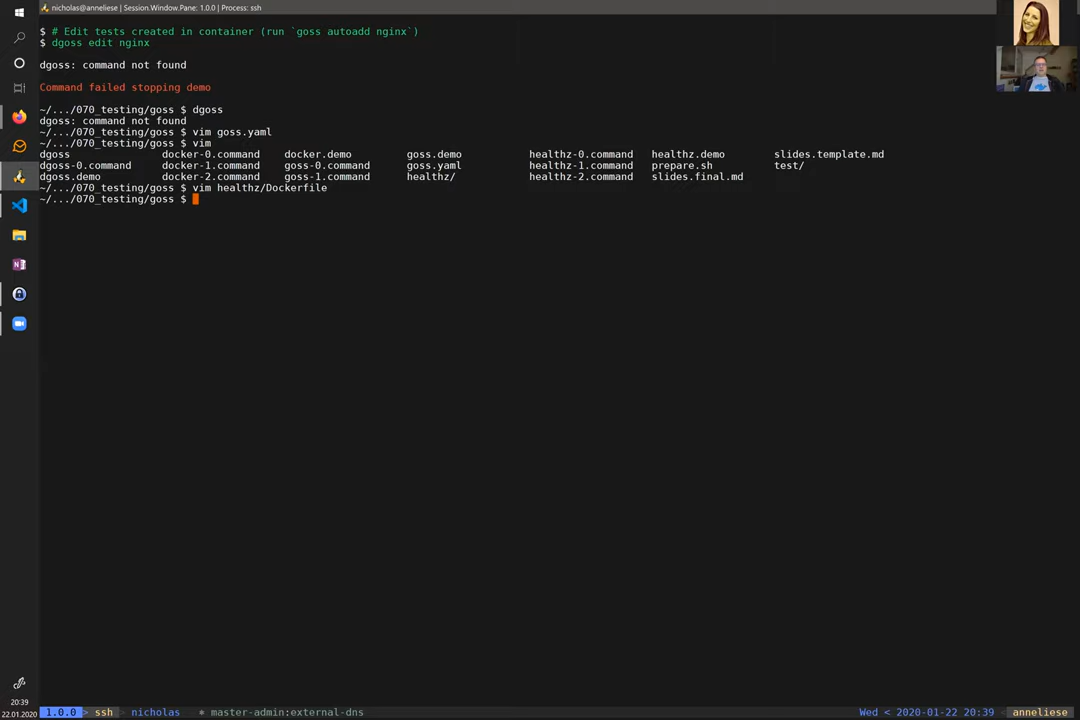 nicholas@anneliese | Session.Window.Pane: 1.0.0 | Process: ssh
$ # Edit tests created in container (run `goss autoadd nginx`)
$ dgoss edit nginx
dgoss: command not found
Command failed stopping demo
~/.../070_testing/goss $ dgoss
dgoss: command not found
~/.../070_testing/goss $ vim goss.yaml
~/.../070_testing/goss $ vim
dgoss docker-0.command docker.demo goss.demo healthz-0.command healthz.demo slides.template.md
dgoss-0.command docker-1.command goss-0.command goss.yaml healthz-1.command prepare.sh test/
dgoss.demo docker-2.command goss-1.command healthz/ healthz-2.command slides.final.md
~/.../070_testing/goss $ vim healthz/Dockerfile
~/.../070_testing/goss $
20:39
22.01.2020
1.0.0 > ssh > nicholas * master-admin:external-dns Wed < 2020-01-22 20:39 < anneliese